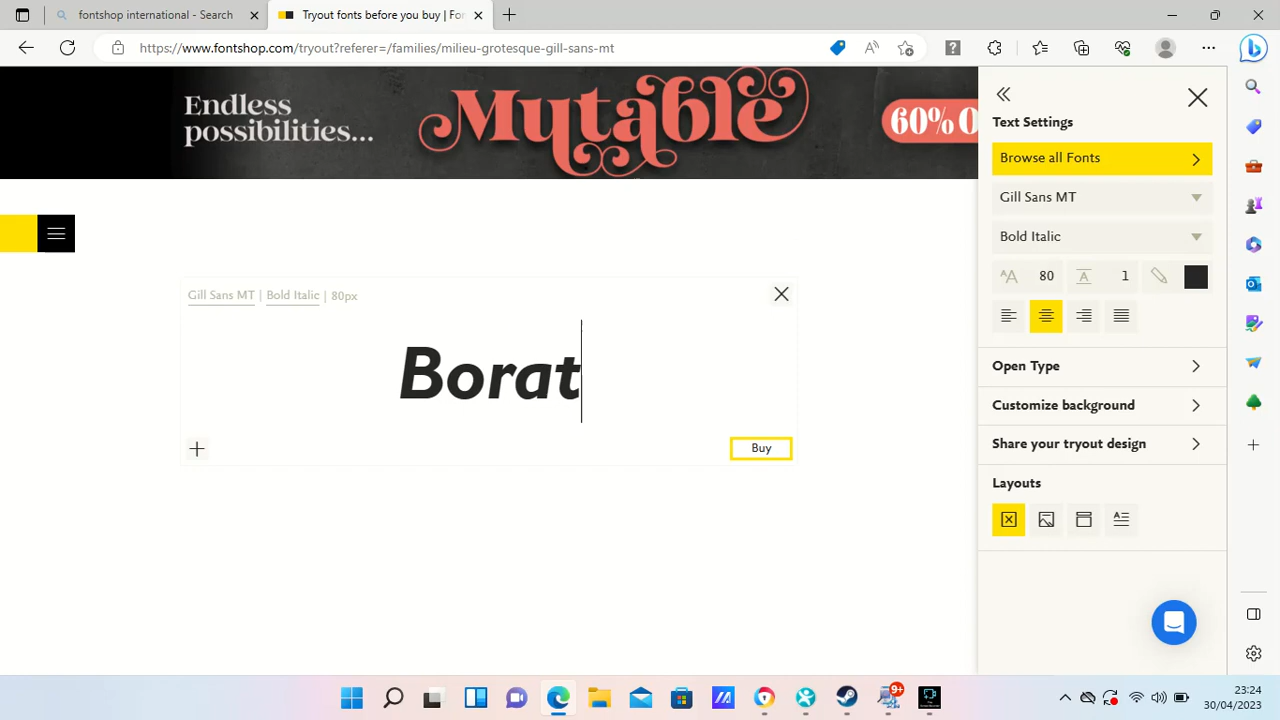 fontshop international - Search
Tryout fonts before you buy | Fon
https://www.fontshop.com/tryout?referer=/families/milieu-grotesque-gill-sans-mt
Endless
possibilities...
Mutable
60% O
Text Settings
Browse all Fonts
Gill Sans MT
Bold Italic
80
1
Gill Sans MT | Bold Italic | 80px
Borat
Buy
Open Type
Customize background
Share your tryout design
Layouts
9+
23:24
30/04/2023